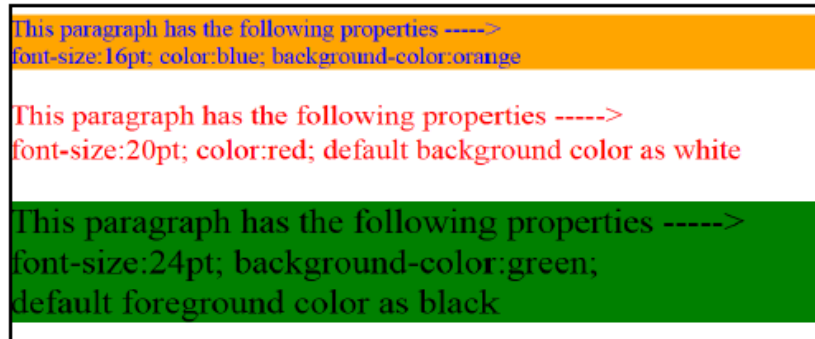 This paragraph has the following properties ----->
font-size:16pt; color:blue; background-color:orange
This paragraph has the following properties ----->
font-size:20pt; color:red; default background color as white
This paragraph has the following properties ----->
font-size:24pt; background-color:green;
default foreground color as black